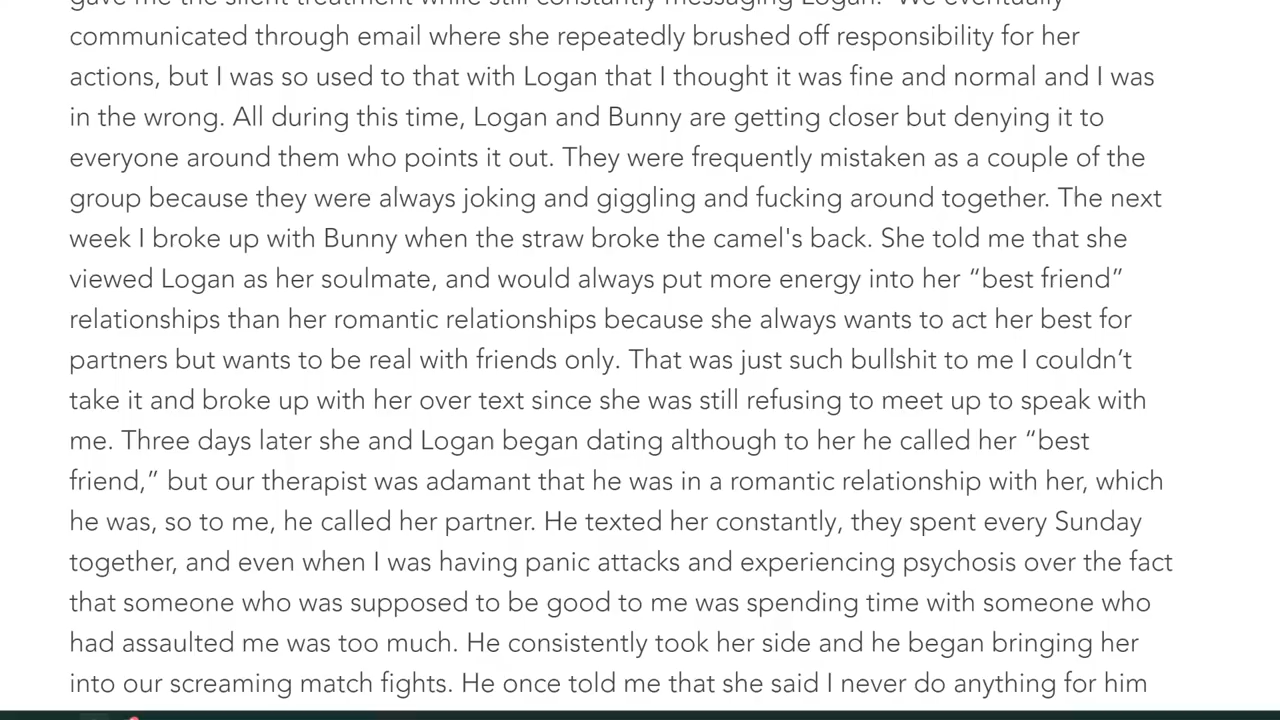 gave me the silent treatment while still constantly messaging Logan. We eventually
communicated through email where she repeatedly brushed off responsibility for her
actions, but I was so used to that with Logan that I thought it was fine and normal and I was
in the wrong. All during this time, Logan and Bunny are getting closer but denying it to
everyone around them who points it out. They were frequently mistaken as a couple of the
group because they were always joking and giggling and fucking around together. The next
week I broke up with Bunny when the straw broke the camel's back. She told me that she
viewed Logan as her soulmate, and would always put more energy into her “best friend”
relationships than her romantic relationships because she always wants to act her best for
partners but wants to be real with friends only. That was just such bullshit to me I couldn’t
take it and broke up with her over text since she was still refusing to meet up to speak with
me. Three days later she and Logan began dating although to her he called her “best
friend,” but our therapist was adamant that he was in a romantic relationship with her, which
he was, so to me, he called her partner. He texted her constantly, they spent every Sunday
together, and even when I was having panic attacks and experiencing psychosis over the fact
that someone who was supposed to be good to me was spending time with someone who
had assaulted me was too much. He consistently took her side and he began bringing her
into our screaming match fights. He once told me that she said I never do anything for him